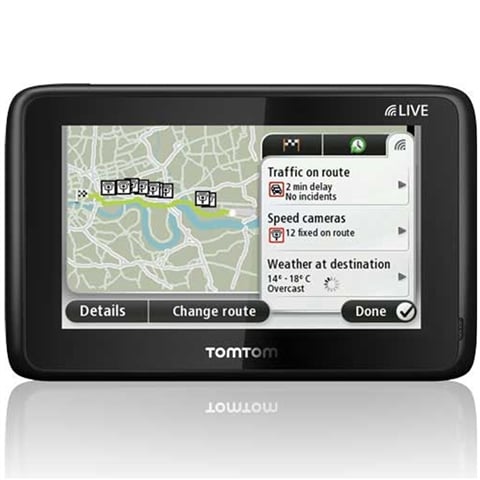 LIVE
Traffic on route
2 min delay
No incidents
Speed cameras
12 fixed on route
Weather at destination
14° - 18° C
Overcast
Details
Change route
Done
TOMTOM
TOMTOM